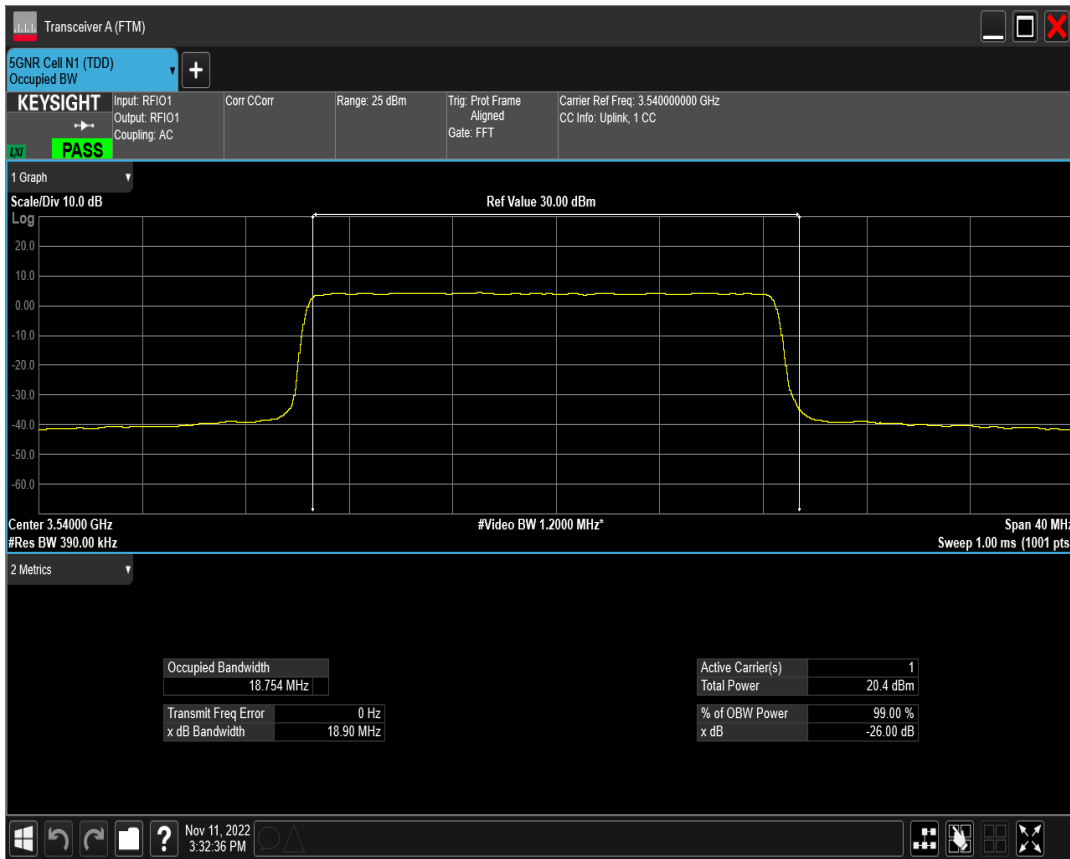 Transceiver A (FTM)
5GNR Cell N1 (TDD)
Occupied BW
+
KEYSIGHT
LXI
PASS
Input: RFIO1
Output: RFIO1
Coupling: AC
Corr CCorr
Range: 25 dBm
Trig: Prot Frame
Aligned
Gate: FFT
Carrier Ref Freq: 3.540000000 GHz
CC Info: Uplink, 1 CC
1 Graph
Scale/Div 10.0 dB
Ref Value 30.00 dBm
Log
20.0
10.0
0.00
-10.0
-20.0
-30.0
-40.0
-50.0
-60.0
Center 3.54000 GHz
#Video BW 1.2000 MHz*
Span 40 MHz
#Res BW 390.00 kHz
Sweep 1.00 ms (1001 pts
2 Metrics
Occupied Bandwidth
18.754 MHz
Transmit Freq Error 0 Hz
x dB Bandwidth 18.90 MHz
Active Carrier(s) 1
Total Power 20.4 dBm
% of OBW Power 99.00 %
x dB -26.00 dB
?
Nov 11, 2022
3:32:36 PM